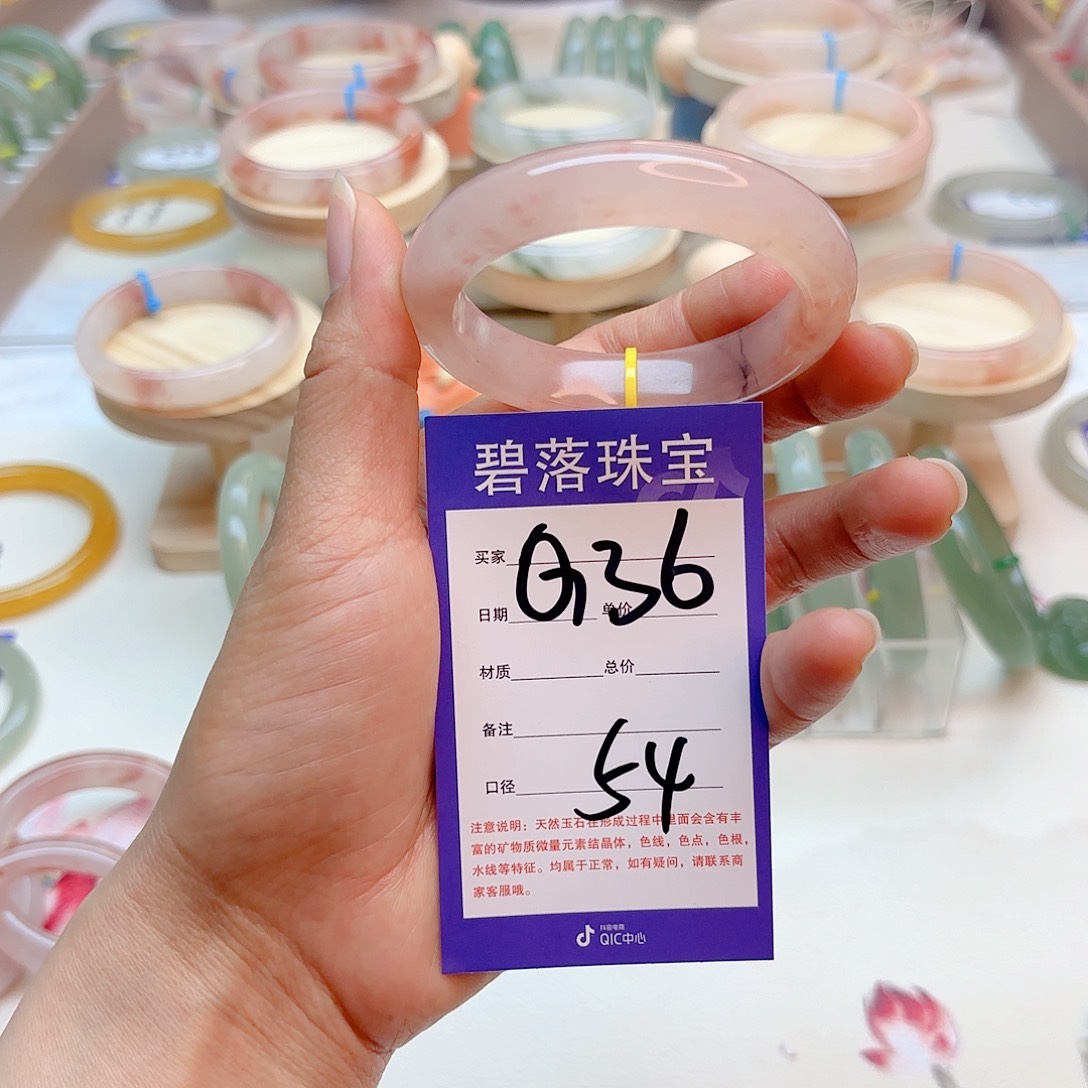 碧落珠宝
买家
Q136
日期 单价
材质 总价
备注
口径 54
注意说明：天然玉石在形成过程中里面会含有丰
富的矿物质微量元素结晶体，色线，色点，色根，
水线等特征。均属于正常，如有疑问，请联系商
家客服哦。
抖音电商
QIC中心